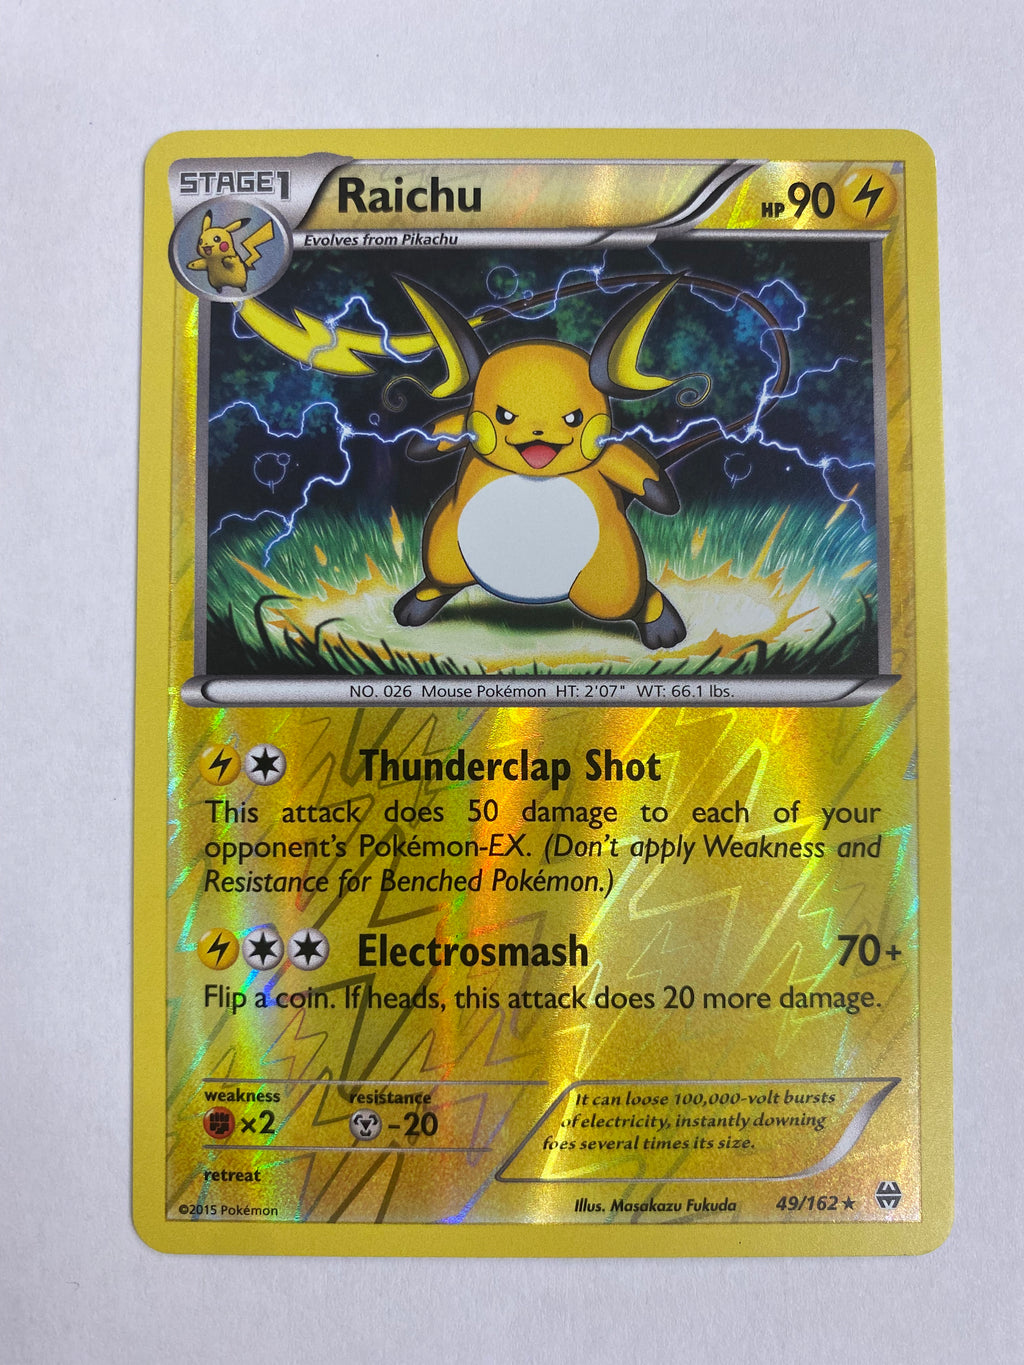 STAGE1
Raichu
HP 90
Evolves from Pikachu
NO. 026 Mouse Pokémon HT: 2'07" WT: 66.1 lbs.
Thunderclap Shot
This attack does 50 damage to each of your
opponent's Pokémon-EX. (Don't apply Weakness and
Resistance for Benched Pokémon.)
Electrosmash 70+
Flip a coin. If heads, this attack does 20 more damage.
weakness
×2
resistance
-20
retreat
It can loose 100,000-volt bursts
of electricity, instantly downing
foes several times its size.
©2015 Pokémon
Illus. Masakazu Fukuda
49/162★